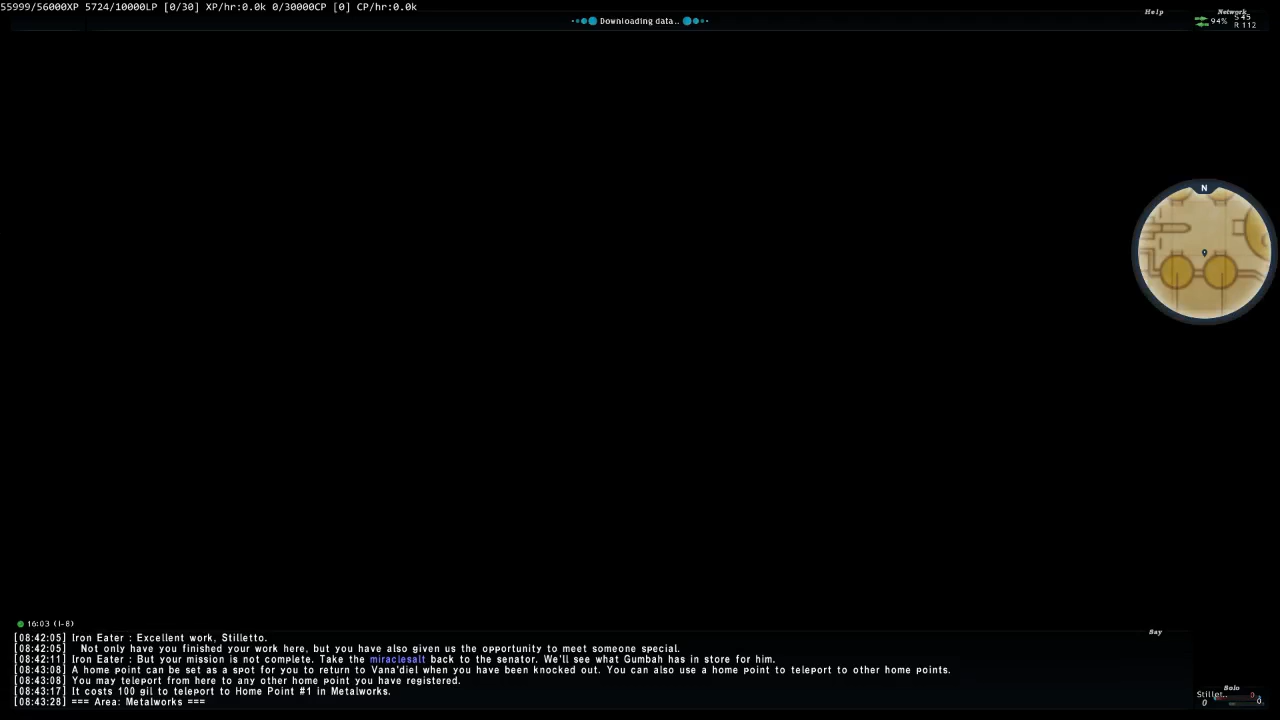 55999/56000XP 5724/10000LP [0/30] XP/hr:0.0k 0/30000CP [0] CP/hr:0.0k
Help
Network
Downloading data..
94%
S 45
R 112
N
16:03 (I-8)
Say
[08:42:05] Iron Eater : Excellent work, Stilletto.
[08:42:05] Not only have you finished your work here, but you have also given us the opportunity to meet someone special.
[08:42:11] Iron Eater : But your mission is not complete. Take the miraclesalt back to the senator. We'll see what Gumbah has in store for him.
[08:43:08] A home point can be set as a spot for you to return to Vana'diel when you have been knocked out. You can also use a home point to teleport to other home points.
[08:43:08] You may teleport from here to any other home point you have registered.
[08:43:17] It costs 100 gil to teleport to Home Point #1 in Metalworks.
[08:43:28] === Area: Metalworks ===
Solo
Stillet.. 0
0 0